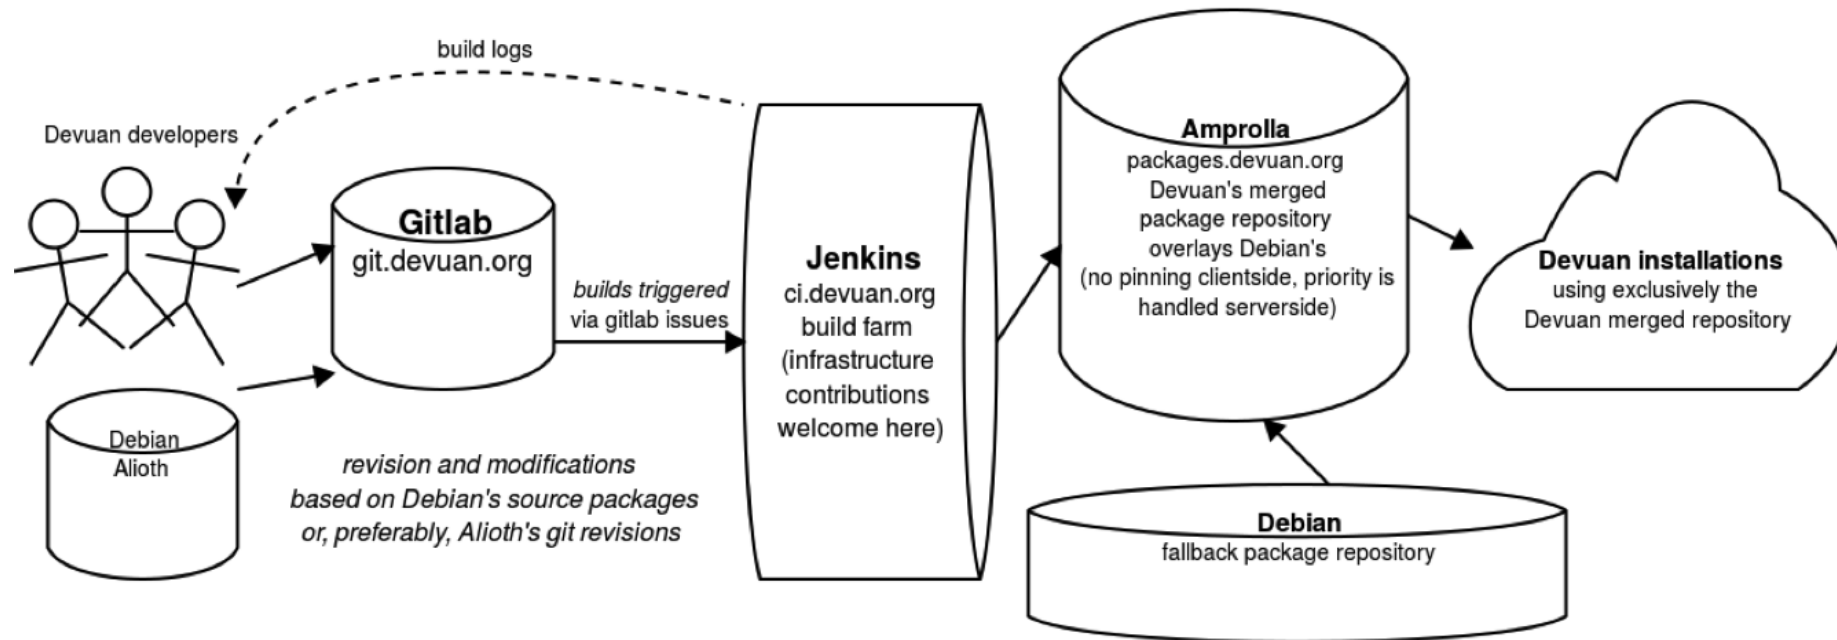 build logs
Devuan developers
Gitlab
git.devuan.org
builds triggered
via gitlab issues
Debian
Alioth
revision and modifications
based on Debian's source packages
or, preferably, Alioth's git revisions
Jenkins
ci.devuan.org
build farm
(infrastructure
contributions
welcome here)
Amprolla
packages.devuan.org
Devuan's merged
package repository
overlays Debian's
(no pinning clientside, priority is
handled serverside)
Debian
fallback package repository
Devuan installations
using exclusively the
Devuan merged repository